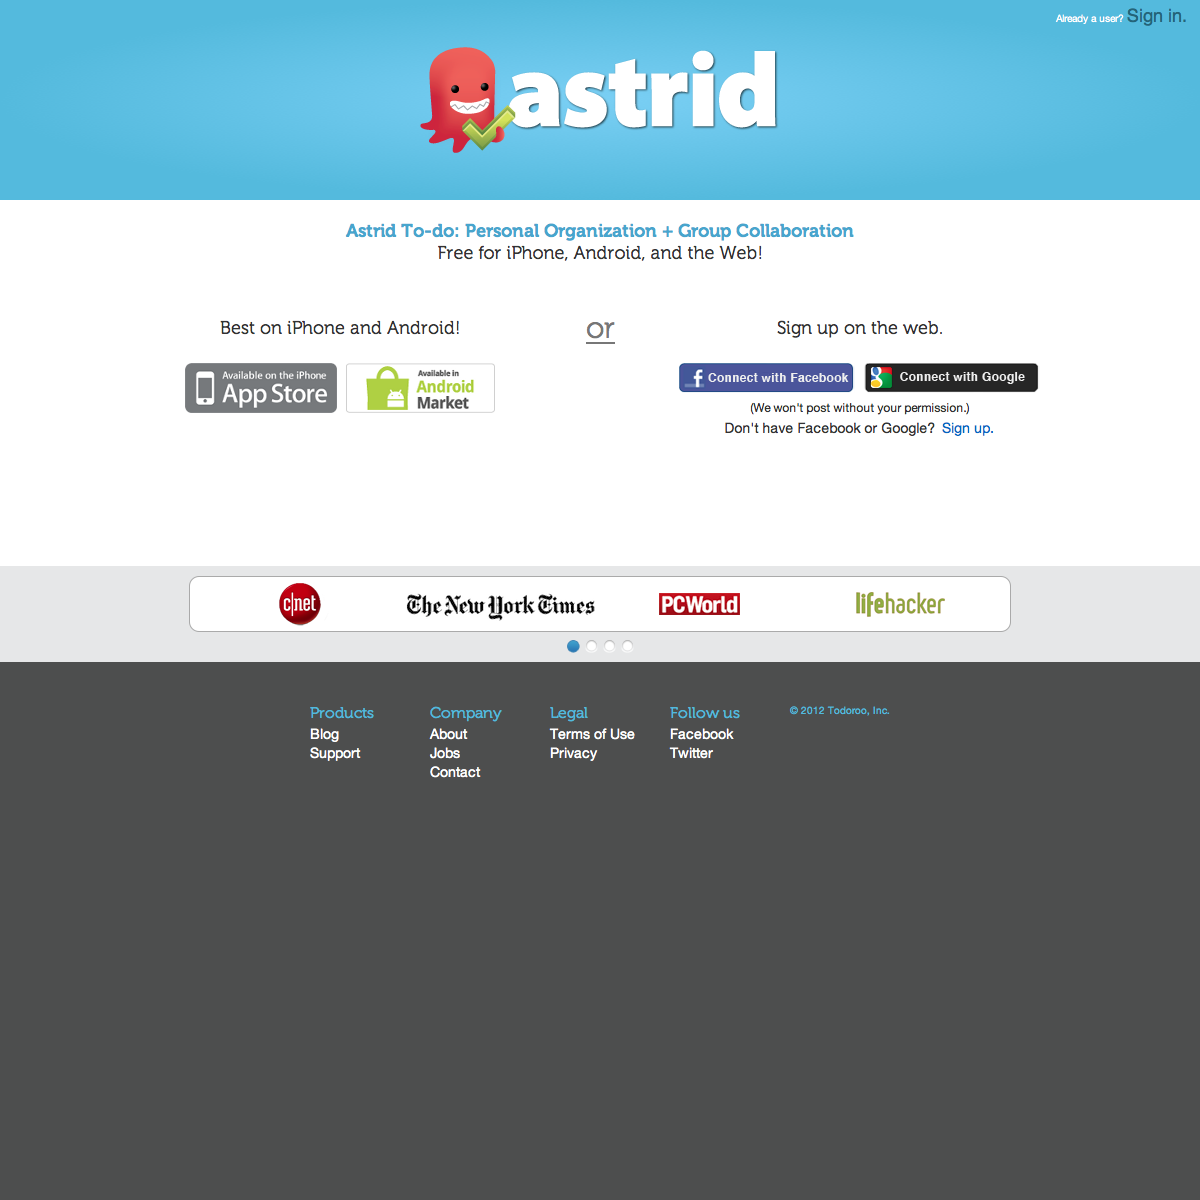 Already a user? Sign in.
astrid
Astrid To-do: Personal Organization + Group Collaboration
Free for iPhone, Android, and the Web!
Best on iPhone and Android!
or
Sign up on the web.
Available on the iPhone
App Store
Available in
Android
Market
Connect with Facebook
Connect with Google
(We won't post without your permission.)
Don't have Facebook or Google? Sign up.
c|net
The New York Times
PCWorld
lifehacker
Products
Blog
Support
Company
About
Jobs
Contact
Legal
Terms of Use
Privacy
Follow us
Facebook
Twitter
© 2012 Todoroo, Inc.